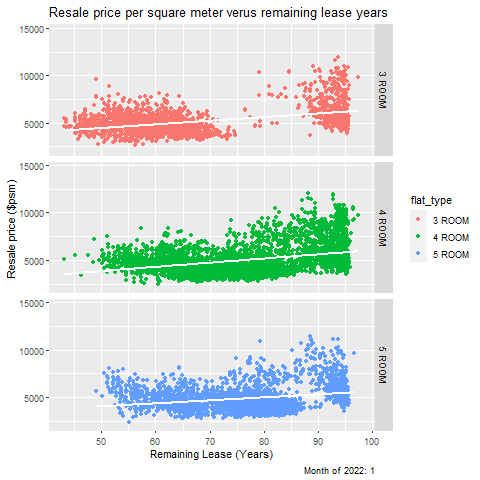 Resale price per square meter verus remaining lease years
15000
10000
5000
3 ROOM
15000
10000
5000
4 ROOM
15000
10000
5000
5 ROOM
Resale price ($psm)
50
60
70
80
90
100
Remaining Lease (Years)
flat_type
3 ROOM
4 ROOM
5 ROOM
Month of 2022: 1